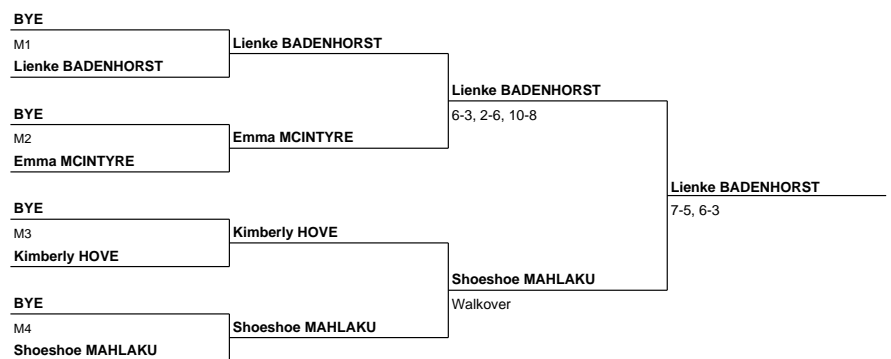 BYE
M1
Lienke BADENHORST
BYE
M2
Emma MCINTYRE
BYE
M3
Kimberly HOVE
BYE
M4
Shoeshoe MAHLAKU
Lienke BADENHORST
Emma MCINTYRE
Kimberly HOVE
Shoeshoe MAHLAKU
Lienke BADENHORST
6-3, 2-6, 10-8
Shoeshoe MAHLAKU
Walkover
Lienke BADENHORST
7-5, 6-3